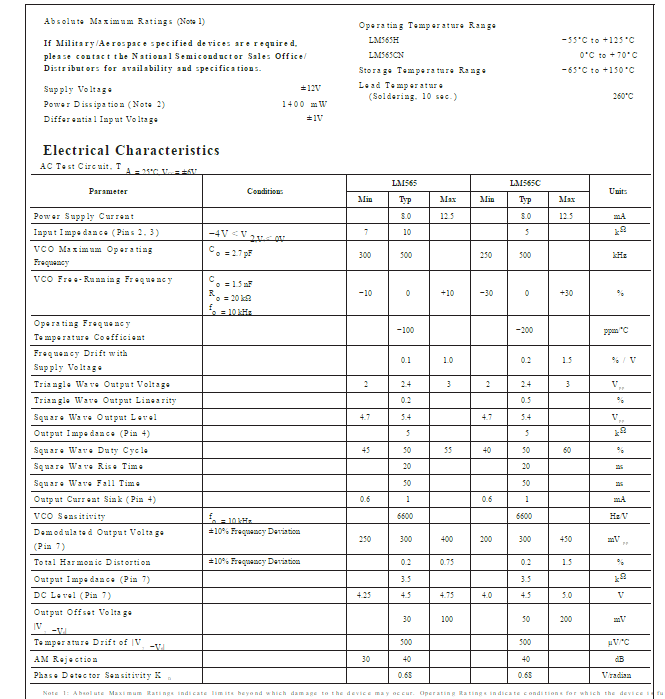 Absolute Maximum Ratings (Note 1)
If Military/Aerospace specified devices are required,
please contact the National Semiconductor Sales Office/
Distributors for availability and specifications.
Supply Voltage ±12V
Power Dissipation (Note 2) 1400 mW
Differential Input Voltage ±1V
Operating Temperature Range
LM565H −55°C to +125°C
LM565CN 0°C to +70°C
Storage Temperature Range −65°C to +150°C
Lead Temperature
(Soldering, 10 sec.) 260°C
Electrical Characteristics
AC Test Circuit, TA = 25°C, V = ±6V
Parameter Conditions LM565 LM565C Units
Min Typ Max Min Typ Max
Power Supply Current 8.0 12.5 8.0 12.5 mA
Input Impedance (Pins 2, 3) −4V < V2, V < 0V 7 10 5 kΩ
VCO Maximum Operating
Frequency Co = 2.7 pF 300 500 250 500 kHz
VCO Free-Running Frequency Co = 1.5 nF
Ro = 20 kΩ
fo = 10 kHz
−10 0 +10 −30 0 +30 %
Operating Frequency
Temperature Coefficient −100 −200 ppm/°C
Frequency Drift with
Supply Voltage 0.1 1.0 0.2 1.5 % / V
Triangle Wave Output Voltage 2 2.4 3 2 2.4 3 Vpp
Triangle Wave Output Linearity 0.2 0.5 %
Square Wave Output Level 4.7 5.4 4.7 5.4 Vpp
Output Impedance (Pin 4) 5 5 kΩ
Square Wave Duty Cycle 45 50 55 40 50 60 %
Square Wave Rise Time 20 20 ns
Square Wave Fall Time 50 50 ns
Output Current Sink (Pin 4) 0.6 1 0.6 1 mA
VCO Sensitivity fo = 10 kHz 6600 6600 Hz/V
Demodulated Output Voltage
(Pin 7) ±10% Frequency Deviation 250 300 400 200 300 450 mVpp
Total Harmonic Distortion ±10% Frequency Deviation 0.2 0.75 0.2 1.5 %
Output Impedance (Pin 7) 3.5 3.5 kΩ
DC Level (Pin 7) 4.25 4.5 4.75 4.0 4.5 5.0 V
Output Offset Voltage
|V −V| 30 100 50 200 mV
Temperature Drift of |V −V| 500 500 µV/°C
AM Rejection 30 40 40 dB
Phase Detector Sensitivity KD 0.68 0.68 V/radian
Note 1: Absolute Maximum Ratings indicate limits beyond which damage to the device may occur. Operating Ratings indicate conditions for which the device is